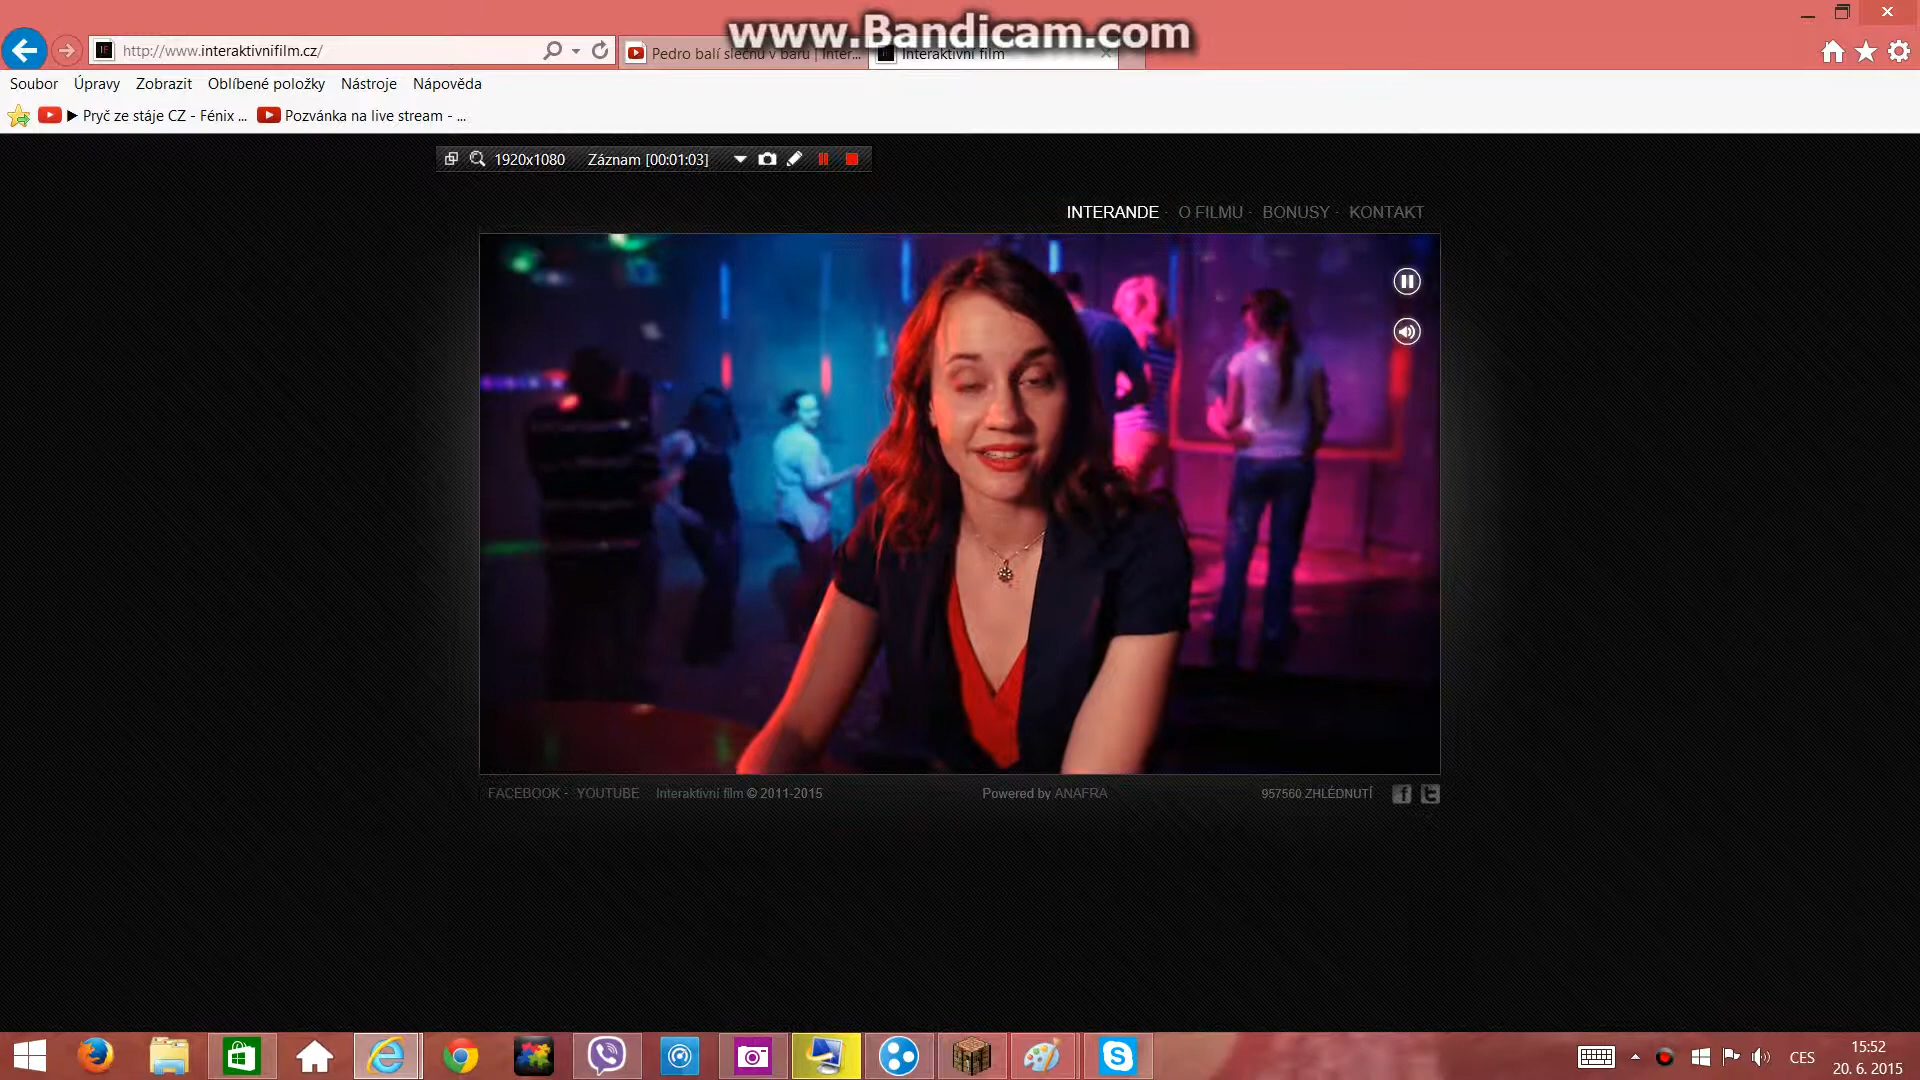 www.Bandicam.com
http://www.interaktivnifilm.cz/
Pedro balí slečnu v baru | Inter...
Interaktivní film
Soubor Úpravy Zobrazit Oblíbené položky Nástroje Nápověda
Pryč ze stáje CZ - Fénix ... Pozvánka na live stream - ...
1920x1080 Záznam [00:01:03]
INTERANDE · O FILMU · BONUSY · KONTAKT
FACEBOOK - YOUTUBE Interaktivní film © 2011-2015 Powered by ANAFRA 957560 ZHLÉDNUTÍ
CES
15:52
20. 6. 2015